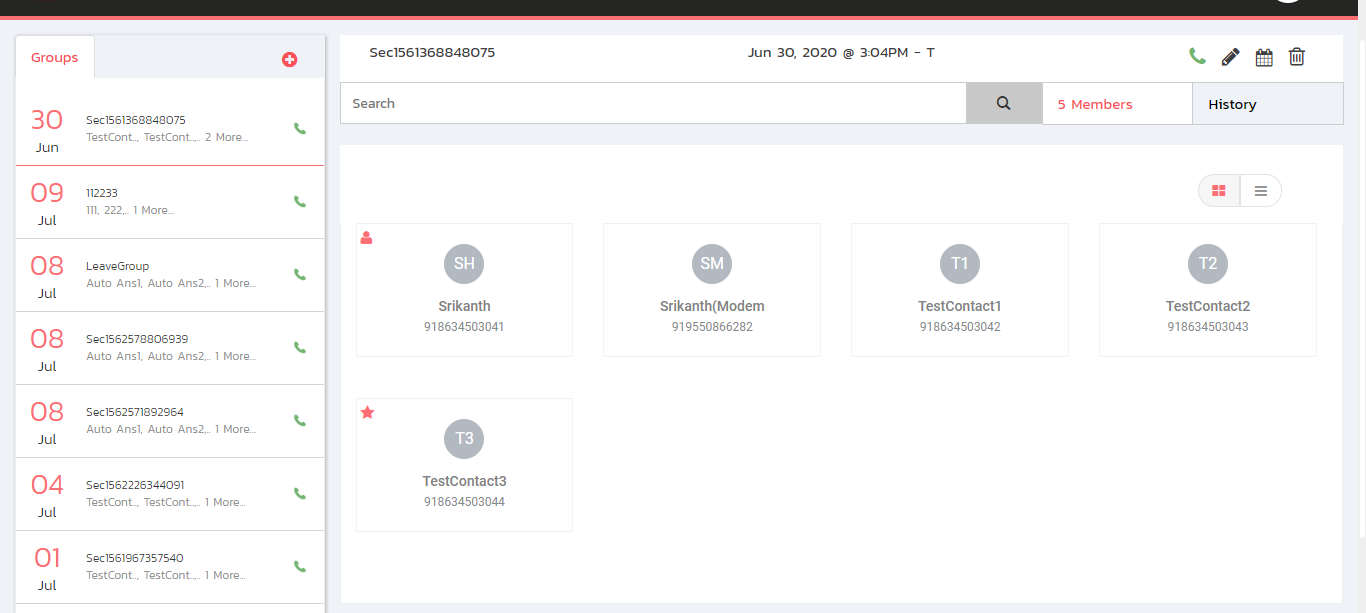 Groups
30
Jun
Sec1561368848075
TestCont.., TestCont..,.. 2 More...
09
Jul
112233
111, 222,.. 1 More...
08
Jul
LeaveGroup
Auto Ans1, Auto Ans2,.. 1 More...
08
Jul
Sec1562578806939
Auto Ans1, Auto Ans2,.. 1 More...
08
Jul
Sec1562571892964
Auto Ans1, Auto Ans2,.. 1 More...
04
Jul
Sec1562226344091
TestCont.., TestCont..,.. 1 More...
01
Jul
Sec1561967357540
TestCont.., TestCont..,.. 1 More...
Sec1561368848075
Jun 30, 2020 @ 3:04PM - T
Search
5 Members
History
SH
Srikanth
918634503041
SM
Srikanth(Modem
919550866282
T1
TestContact1
918634503042
T2
TestContact2
918634503043
T3
TestContact3
918634503044